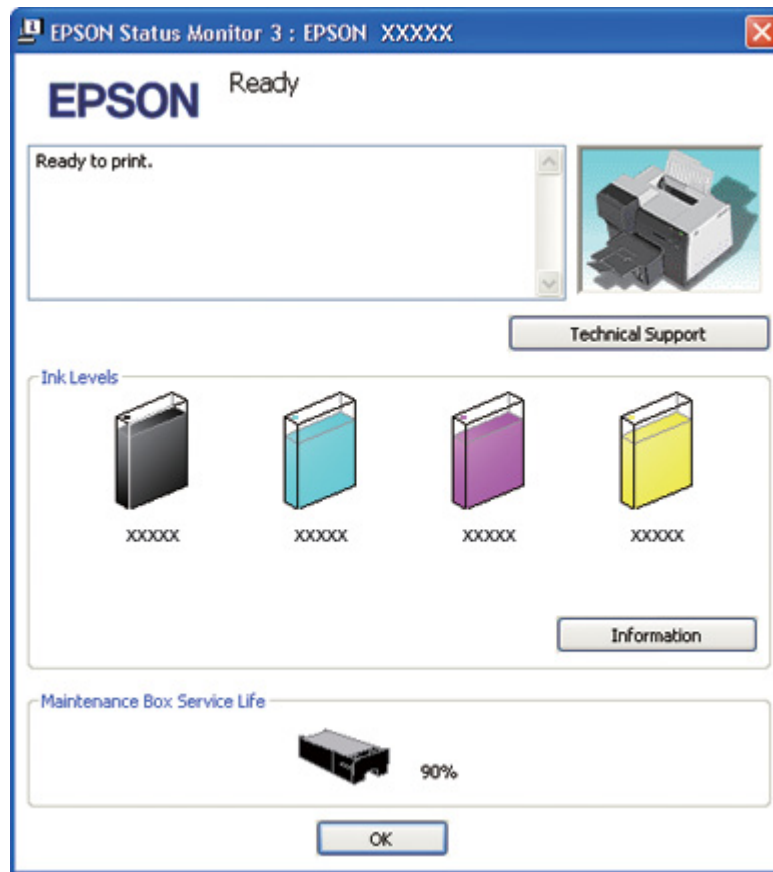 EPSON Status Monitor 3 : EPSON XXXXX
EPSON
Ready
Ready to print.
Technical Support
Ink Levels
XXXXX
XXXXX
XXXXX
XXXXX
Information
Maintenance Box Service Life
90%
OK